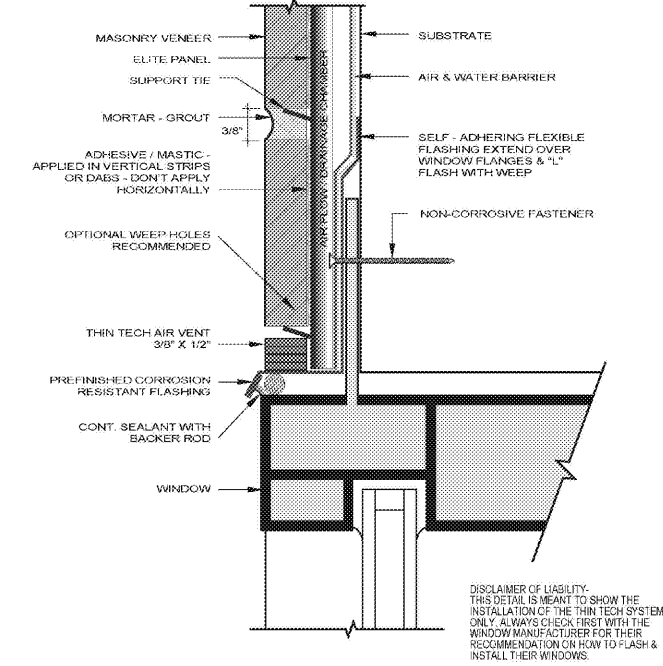 MASONRY VENEER
ELITE PANEL
SUPPORT TIE
MORTAR - GROUT
3/8"
ADHESIVE / MASTIC -
APPLIED IN VERTICAL STRIPS
OR DABS - DON'T APPLY
HORIZONTALLY
OPTIONAL WEEP HOLES
RECOMMENDED
THIN TECH AIR VENT
3/8" X 1/2"
PREFINISHED CORROSION
RESISTANT FLASHING
CONT. SEALANT WITH
BACKER ROD
WINDOW
AIR FLOW / DRAINAGE CHAMBER
SUBSTRATE
AIR & WATER BARRIER
SELF - ADHERING FLEXIBLE
FLASHING EXTEND OVER
WINDOW FLANGES & "L"
FLASH WITH WEEP
NON-CORROSIVE FASTENER
DISCLAIMER OF LIABILITY-
THIS DETAIL IS MEANT TO SHOW THE
INSTALLATION OF THE THIN TECH SYSTEM
ONLY. ALWAYS CHECK FIRST WITH THE
WINDOW MANUFACTURER FOR THEIR
RECOMMENDATION ON HOW TO FLASH &
INSTALL THEIR WINDOWS.